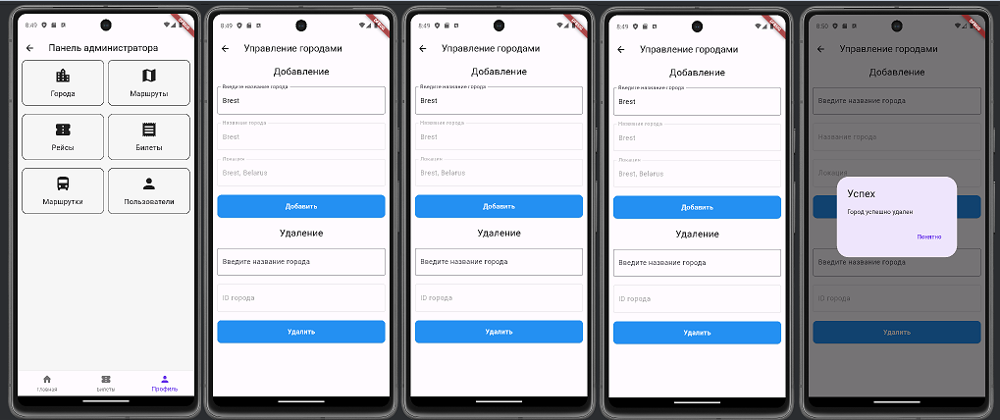 8:49
DEBUG
Панель администратора
Города
Маршруты
Рейсы
Билеты
Маршрутки
Пользователи
Главная
Билеты
Профиль
8:49
DEBUG
Управление городами
Добавление
Введите название города
Brest
Название города
Brest
Локация
Brest, Belarus
Добавить
Удаление
Введите название города
ID города
Удалить
8:49
DEBUG
Управление городами
Добавление
Введите название города
Brest
Название города
Brest
Локация
Brest, Belarus
Добавить
Удаление
Введите название города
ID города
Удалить
8:49
DEBUG
Управление городами
Добавление
Введите название города
Brest
Название города
Brest
Локация
Brest, Belarus
Добавить
Удаление
Введите название города
ID города
Удалить
8:50
DEBUG
Управление городами
Добавление
Введите название города
Название города
Локация
Успех
Город успешно удален
Понятно
Введите название города
ID города
Удалить